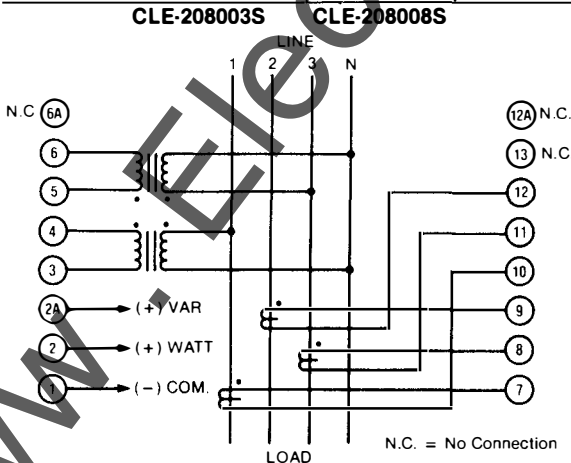 CLE-208003S CLE-208008S
LINE
1 2 3 N
N.C 6A
12A N.C.
6
13 N.C
5
12
4
11
3
10
2A (+) VAR
9
2 (+) WATT
8
1 (-) COM.
7
LOAD
N.C. = No Connection
w. Elec